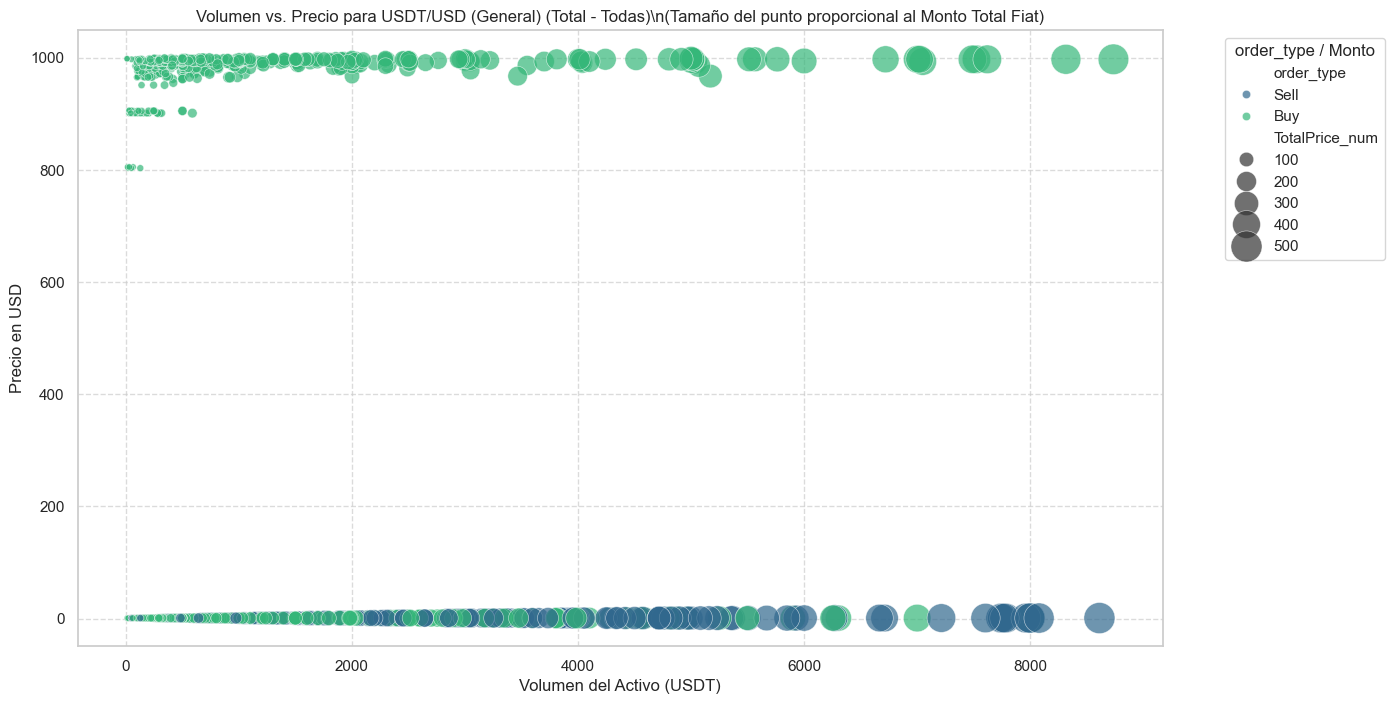 Volumen vs. Precio para USDT/USD (General) (Total - Todas)\n(Tamaño del punto proporcional al Monto Total Fiat)
order_type / Monto
order_type
Sell
Buy
TotalPrice_num
100
200
300
400
500
Precio en USD
1000
800
600
400
200
0
0
2000
4000
6000
8000
Volumen del Activo (USDT)